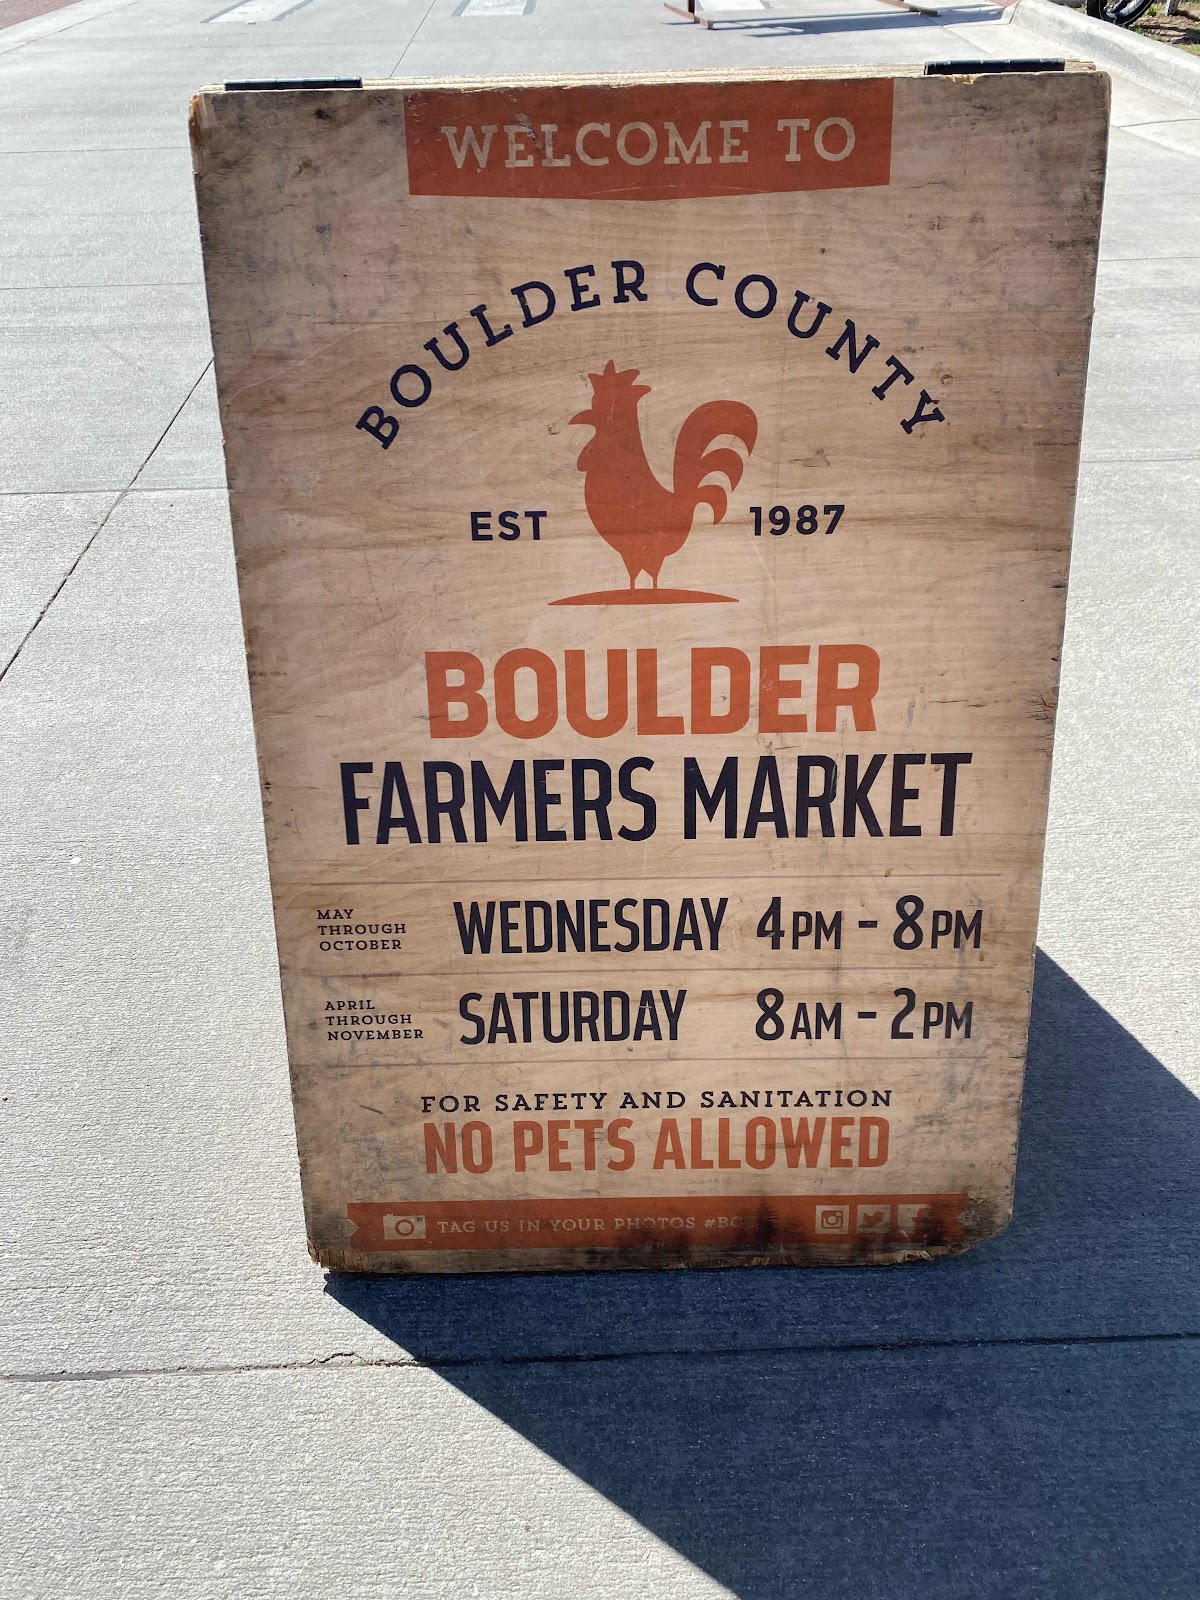 WELCOME TO
BOULDER COUNTY
EST 1987
BOULDER
FARMERS MARKET
MAY
THROUGH
OCTOBER
WEDNESDAY 4PM - 8PM
APRIL
THROUGH
NOVEMBER
SATURDAY 8AM - 2PM
FOR SAFETY AND SANITATION
NO PETS ALLOWED
TAG US IN YOUR PHOTOS